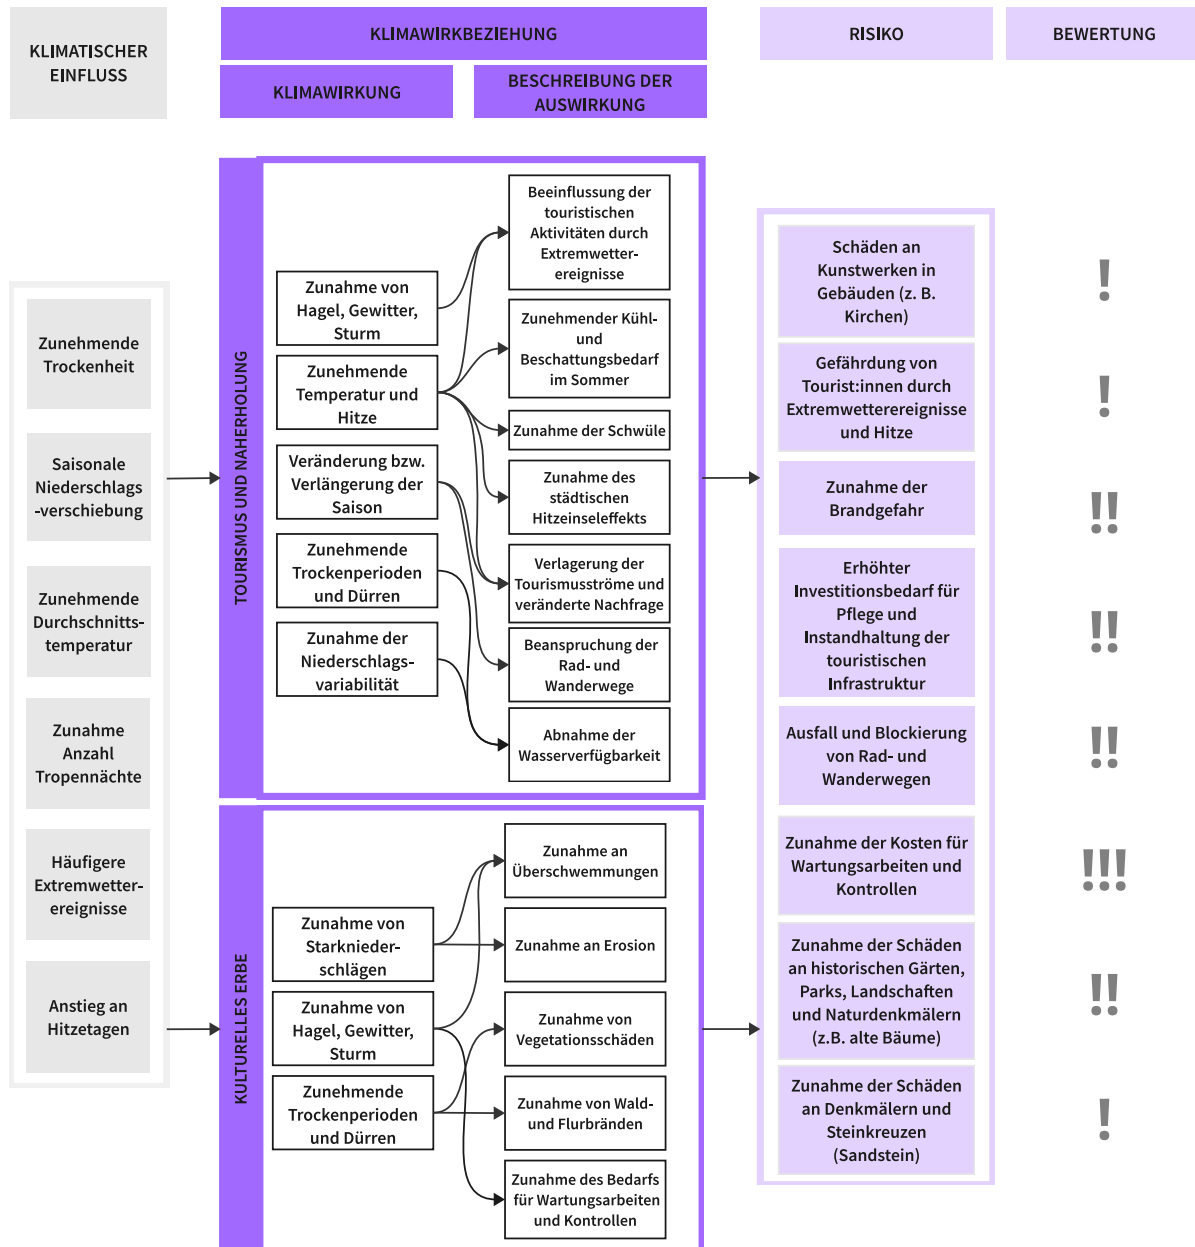 KLIMATISCHER
EINFLUSS
KLIMAWIRKBEZIEHUNG
KLIMAWIRKUNG
BESCHREIBUNG DER
AUSWIRKUNG
RISIKO
BEWERTUNG
Zunehmende
Trockenheit
Saisonale
Niederschlags
-verschiebung
Zunehmende
Durchschnitts-
temperatur
Zunahme
Anzahl
Tropennächte
Häufigere
Extremwetter-
ereignisse
Anstieg an
Hitzetagen
TOURISMUS UND NAHERHOLUNG
Zunahme von
Hagel, Gewitter,
Sturm
Zunehmende
Temperatur und
Hitze
Veränderung bzw.
Verlängerung der
Saison
Zunehmende
Trockenperioden
und Dürren
Zunahme der
Niederschlags-
variabilität
Beeinflussung der
touristischen
Aktivitäten durch
Extremwetter-
ereignisse
Zunehmender Kühl-
und
Beschattungsbedarf
im Sommer
Zunahme der Schwüle
Zunahme des
städtischen
Hitzeinseleffekts
Verlagerung der
Tourismusströme und
veränderte Nachfrage
Beanspruchung der
Rad- und
Wanderwege
Abnahme der
Wasserverfügbarkeit
KULTURELLES ERBE
Zunahme von
Starknieder-
schlägen
Zunahme von
Hagel, Gewitter,
Sturm
Zunehmende
Trockenperioden
und Dürren
Zunahme an
Überschwemmungen
Zunahme an Erosion
Zunahme von
Vegetationsschäden
Zunahme von Wald-
und Flurbränden
Zunahme des Bedarfs
für Wartungsarbeiten
und Kontrollen
Schäden an
Kunstwerken in
Gebäuden (z. B.
Kirchen)
!
Gefährdung von
Tourist:innen durch
Extremwetterereignisse
und Hitze
!
Zunahme der
Brandgefahr
!!
Erhöhter
Investitionsbedarf für
Pflege und
Instandhaltung der
touristischen
Infrastruktur
!!
Ausfall und Blockierung
von Rad- und
Wanderwegen
!!
Zunahme der Kosten für
Wartungsarbeiten und
Kontrollen
!!!
Zunahme der Schäden
an historischen Gärten,
Parks, Landschaften
und Naturdenkmälern
(z.B. alte Bäume)
!!
Zunahme der Schäden
an Denkmälern und
Steinkreuzen
(Sandstein)
!